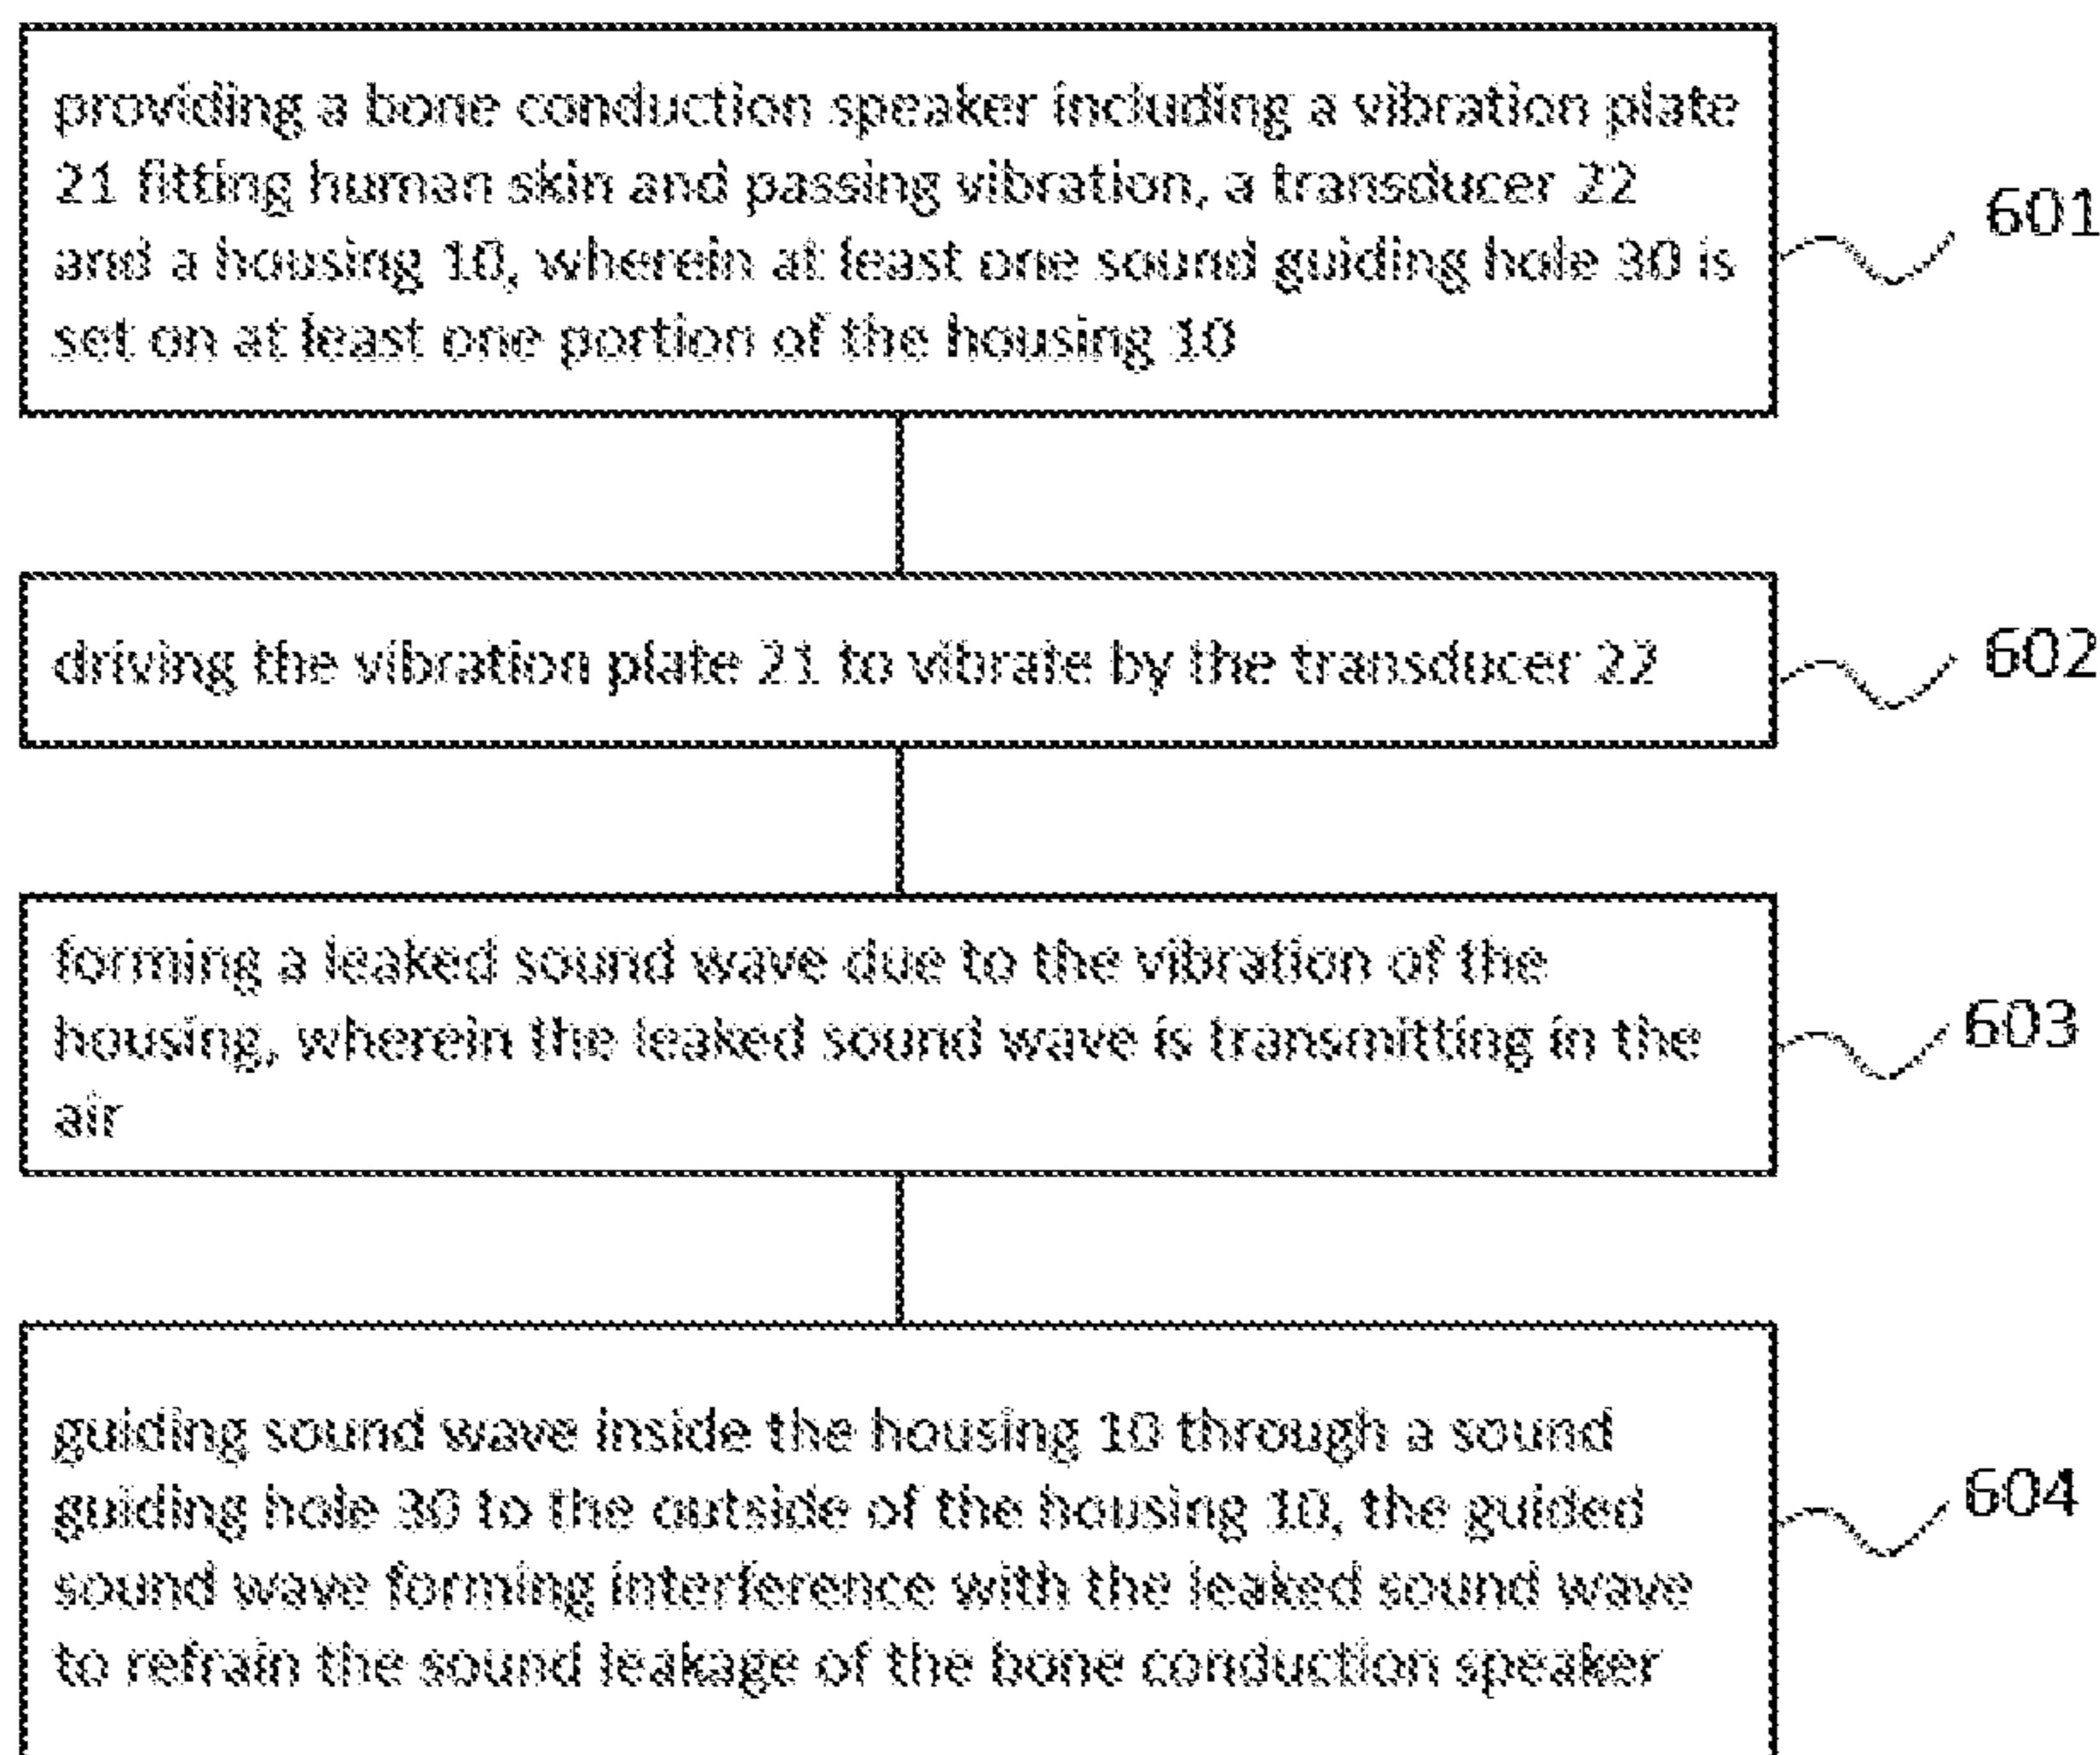 providing a bone conduction speaker including a vibration plate
21 fitting human skin and passing vibration, a transducer 22
and a housing 10, wherein at least one sound guiding hole 30 is
set on at least one portion of the housing 10
601
driving the vibration plate 21 to vibrate by the transducer 22
602
forming a leaked sound wave due to the vibration of the
housing, wherein the leaked sound wave is transmitting in the
air
603
guiding sound wave inside the housing 10 through a sound
guiding hole 30 to the outside of the housing 10, the guided
sound wave forming interference with the leaked sound wave
to refrain the sound leakage of the bone conduction speaker
604